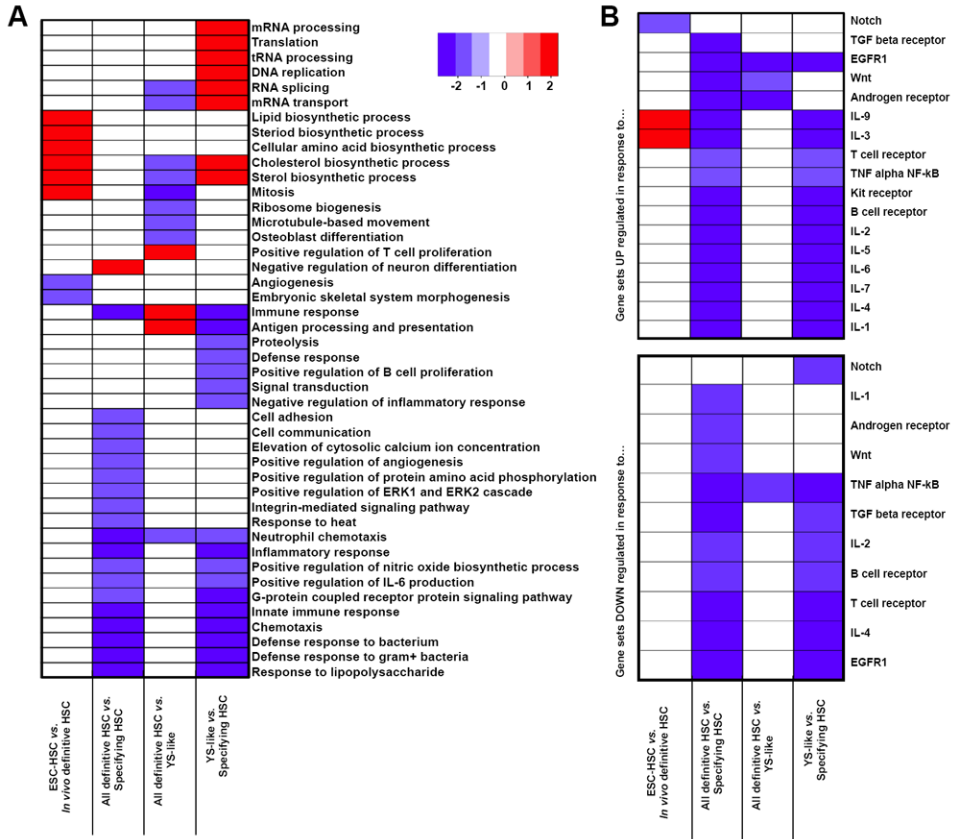 A
mRNA processing
Translation
tRNA processing
DNA replication
RNA splicing
mRNA transport
Lipid biosynthetic process
Steriod biosynthetic process
Cellular amino acid biosynthetic process
Cholesterol biosynthetic process
Sterol biosynthetic process
Mitosis
Ribosome biogenesis
Microtubule-based movement
Osteoblast differentiation
Positive regulation of T cell proliferation
Negative regulation of neuron differentiation
Angiogenesis
Embryonic skeletal system morphogenesis
Immune response
Antigen processing and presentation
Proteolysis
Defense response
Positive regulation of B cell proliferation
Signal transduction
Negative regulation of inflammatory response
Cell adhesion
Cell communication
Elevation of cytosolic calcium ion concentration
Positive regulation of angiogenesis
Positive regulation of protein amino acid phosphorylation
Positive regulation of ERK1 and ERK2 cascade
Integrin-mediated signaling pathway
Response to heat
Neutrophil chemotaxis
Inflammatory response
Positive regulation of nitric oxide biosynthetic process
Positive regulation of IL-6 production
G-protein coupled receptor protein signaling pathway
Innate immune response
Chemotaxis
Defense response to bacterium
Defense response to gram+ bacteria
Response to lipopolysaccharide
-2 -1 0 1 2
ESC-HSC vs.
In vivo definitive HSC
All definitive HSC vs.
Specifying HSC
All definitive HSC vs.
YS-like
YS-like vs.
Specifying HSC
B
Gene sets UP regulated in response to...
Notch
TGF beta receptor
EGFR1
Wnt
Androgen receptor
IL-9
IL-3
T cell receptor
TNF alpha NF-kB
Kit receptor
B cell receptor
IL-2
IL-5
IL-6
IL-7
IL-4
IL-1
Gene sets DOWN regulated in response to...
Notch
IL-1
Androgen receptor
Wnt
TNF alpha NF-kB
TGF beta receptor
IL-2
B cell receptor
T cell receptor
IL-4
EGFR1
ESC-HSC vs.
In vivo definitive HSC
All definitive HSC vs.
Specifying HSC
All definitive HSC vs.
YS-like
YS-like vs.
Specifying HSC